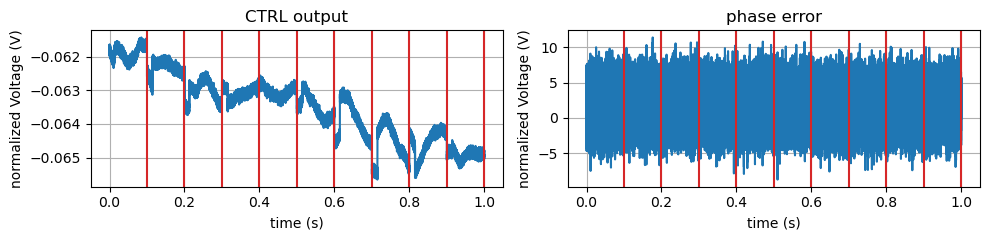 CTRL output
normalized Voltage (V)
−0.062
−0.063
−0.064
−0.065
0.0 0.2 0.4 0.6 0.8 1.0
time (s)
phase error
normalized Voltage (V)
10
5
0
−5
0.0 0.2 0.4 0.6 0.8 1.0
time (s)